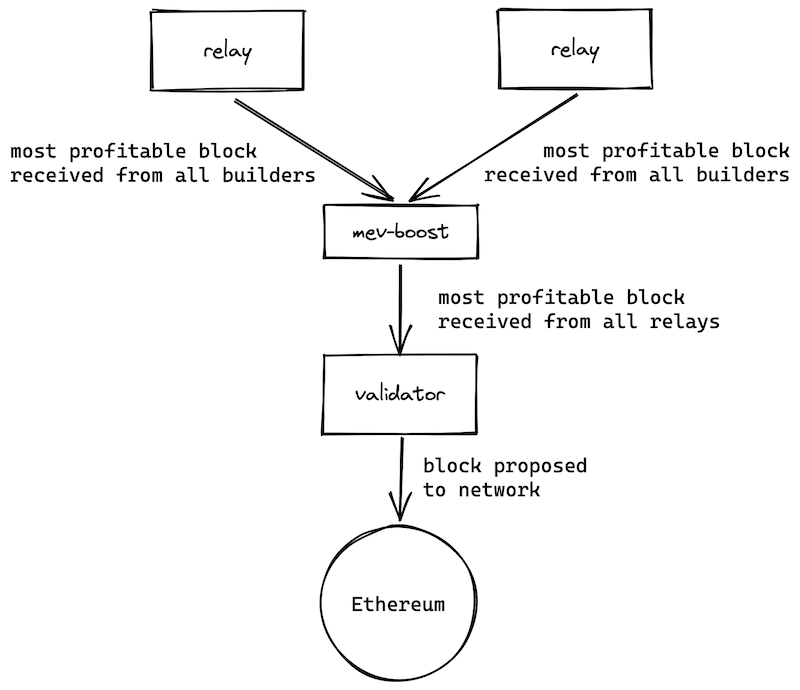 relay
relay
most profitable block
received from all builders
most profitable block
received from all builders
mev-boost
most profitable block
received from all relays
validator
block proposed
to network
Ethereum